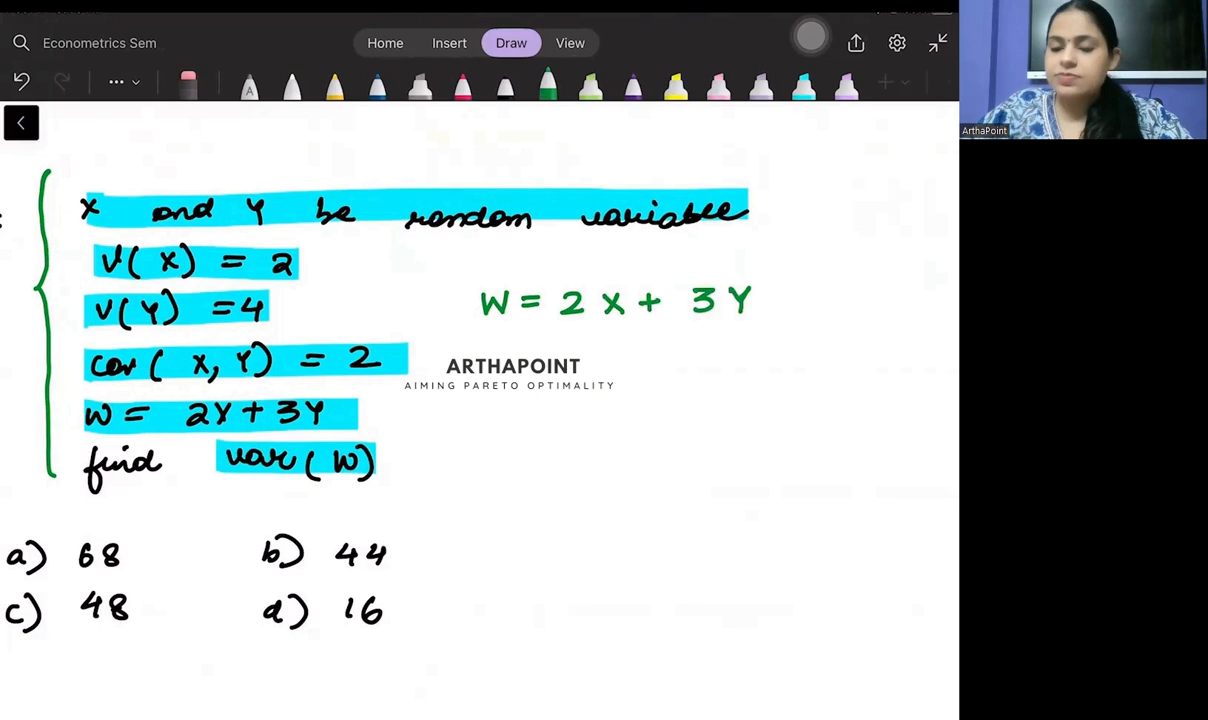 Econometrics Sem
Home Insert Draw View
A
ArthaPoint
X and Y be random variable
V(X) = 2
V(Y) = 4
W = 2X + 3Y
Cov(X, Y) = 2
ARTHAPOINT
AIMING PARETO OPTIMALITY
W = 2X + 3Y
find var(W)
a) 68 b) 44
c) 48 d) 16